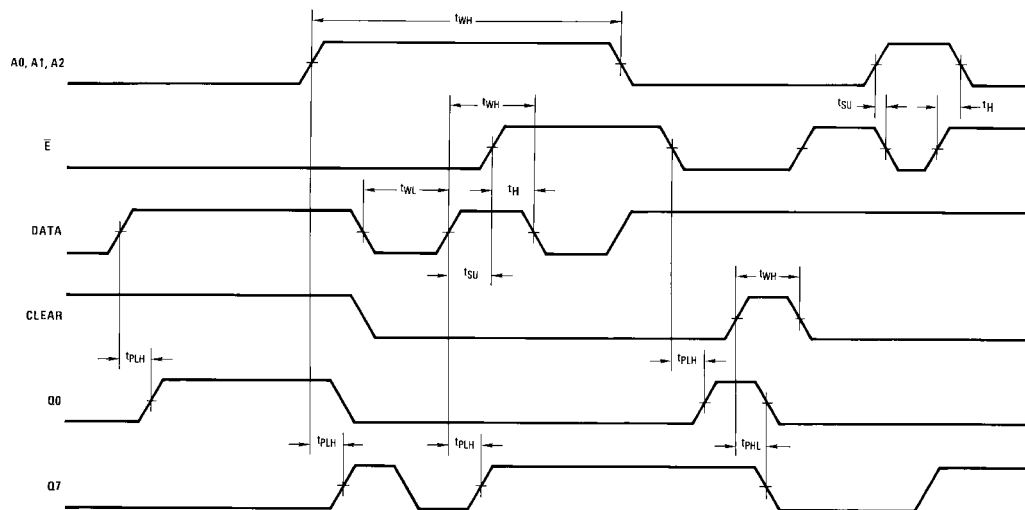 tWH
A0, A1, A2
tWH
tSU
tH
E̅
tWL
tH
DATA
tSU
tWH
CLEAR
tPLH
tPLH
Q0
tPLH
tPLH
tPHL
Q7